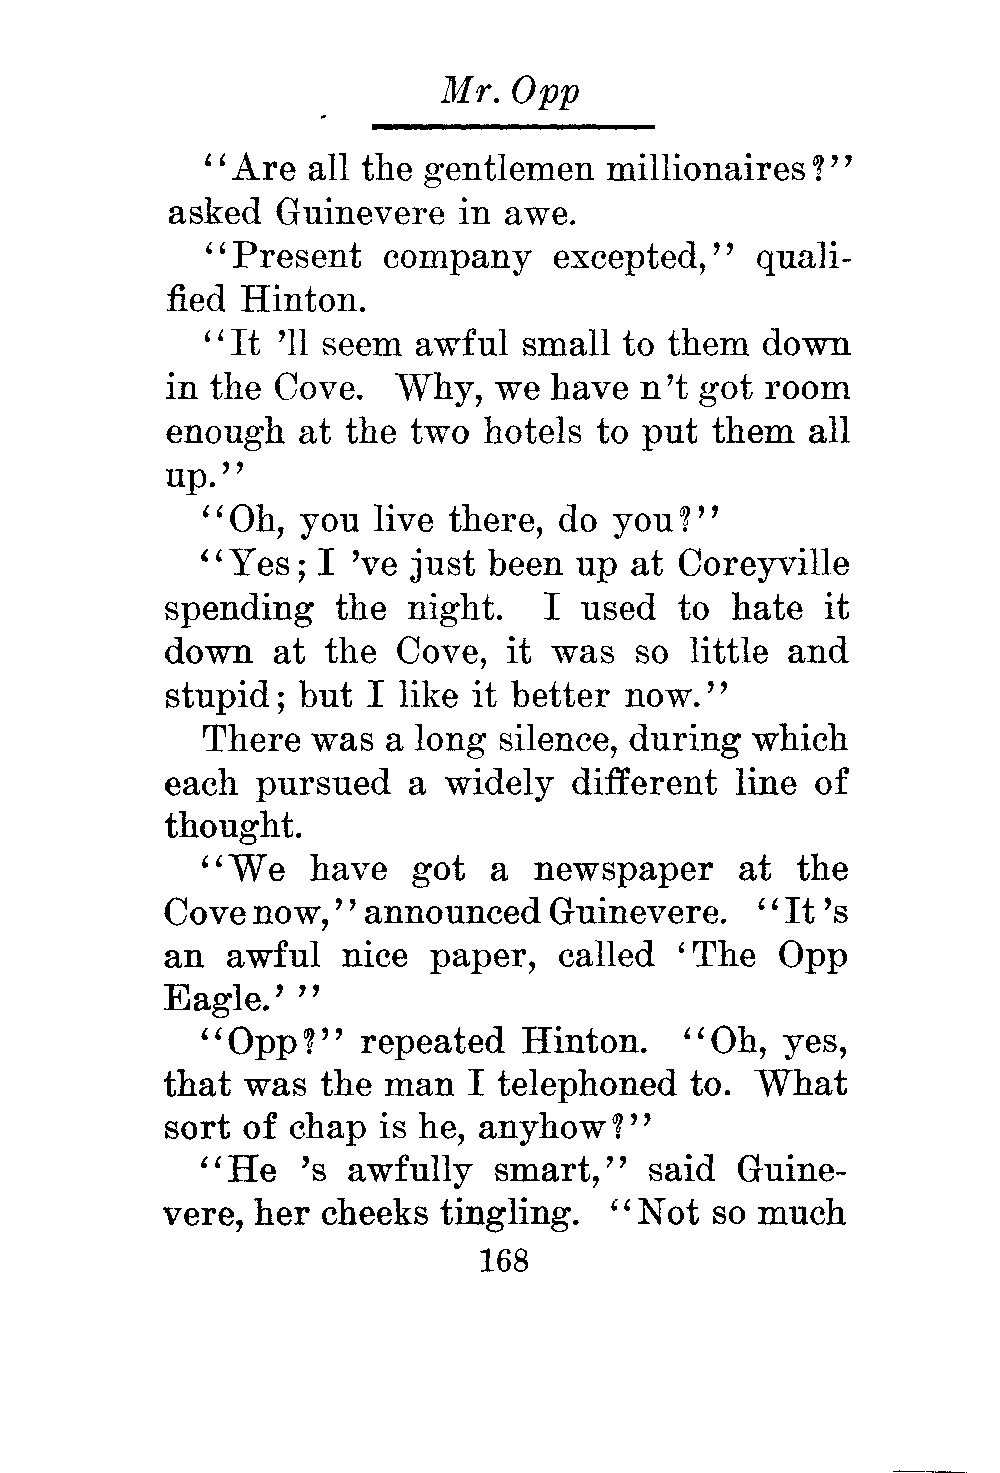 Mr. Opp
"Are all the gentlemen millionaires?"
asked Guinevere in awe.
"Present company excepted," quali-
fied Hinton.
"It 'll seem awful small to them down
in the Cove. Why, we have n't got room
enough at the two hotels to put them all
up."
"Oh, you live there, do you?"
"Yes; I 've just been up at Coreyville
spending the night. I used to hate it
down at the Cove, it was so little and
stupid; but I like it better now."
There was a long silence, during which
each pursued a widely different line of
thought.
"We have got a newspaper at the
Cove now," announced Guinevere. "It 's
an awful nice paper, called 'The Opp
Eagle.' "
"Opp?" repeated Hinton. "Oh, yes,
that was the man I telephoned to. What
sort of chap is he, anyhow?"
"He 's awfully smart," said Guine-
vere, her cheeks tingling. "Not so much
168